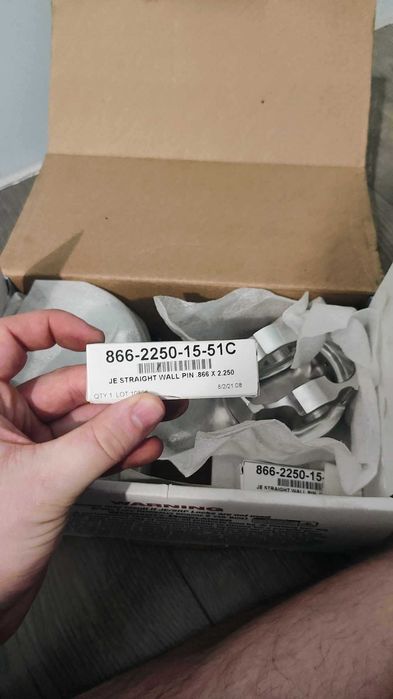 866-2250-15-51C
JE STRAIGHT WALL PIN .866 X 2.250
QTY 1 LOT
8/2/21 08
866-2250-15-
JE STRAIGHT WALL PIN
WARNING